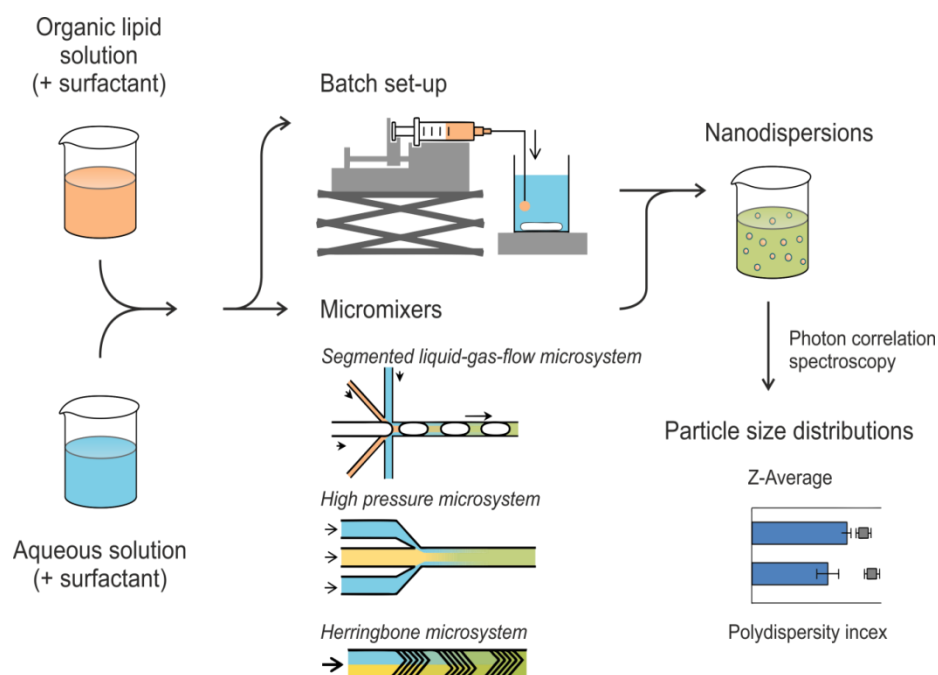 Organic lipid
solution
(+ surfactant)
Batch set-up
Nanodispersions
Micromixers
Photon correlation
spectroscopy
Segmented liquid-gas-flow microsystem
Particle size distributions
Z-Average
High pressure microsystem
Aqueous solution
(+ surfactant)
Herringbone microsystem
Polydispersity incex